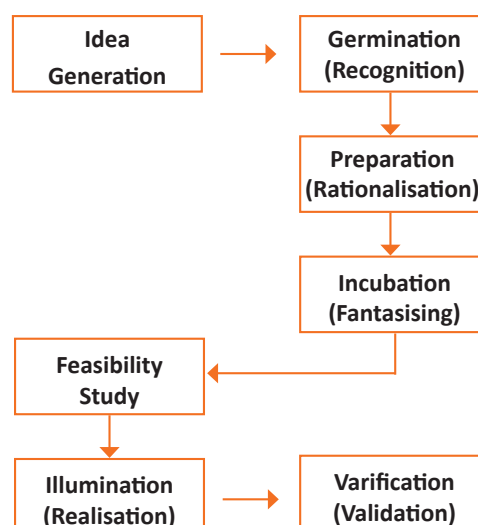 Idea
Generation
Germination
(Recognition)
Preparation
(Rationalisation)
Incubation
(Fantasising)
Feasibility
Study
Illumination
(Realisation)
Varification
(Validation)